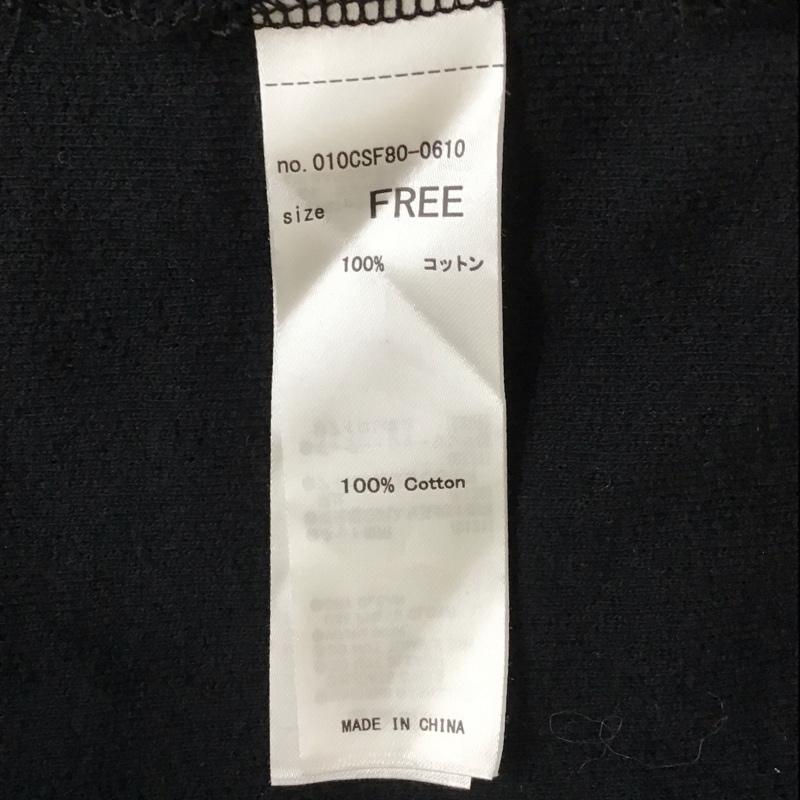 no. 010CSF80-0610
size FREE
100% コットン
100% Cotton
MADE IN CHINA